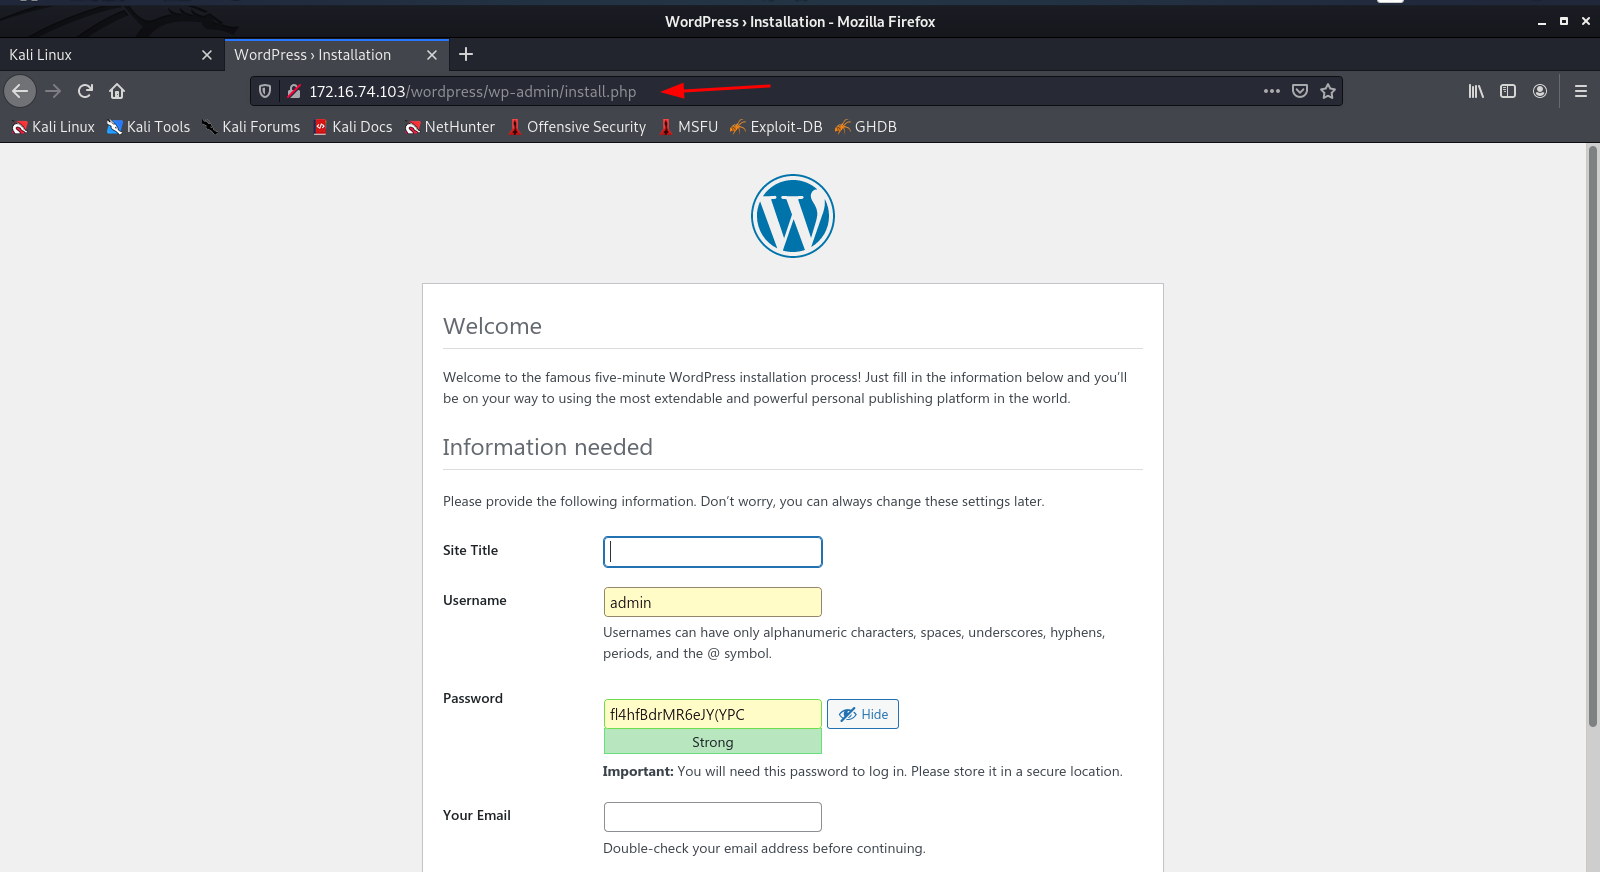 WordPress › Installation - Mozilla Firefox
Kali Linux
WordPress › Installation
172.16.74.103/wordpress/wp-admin/install.php
Kali Linux Kali Tools Kali Forums Kali Docs NetHunter Offensive Security MSFU Exploit-DB GHDB
Welcome
Welcome to the famous five-minute WordPress installation process! Just fill in the information below and you’ll
be on your way to using the most extendable and powerful personal publishing platform in the world.
Information needed
Please provide the following information. Don’t worry, you can always change these settings later.
Site Title
Username admin
Usernames can have only alphanumeric characters, spaces, underscores, hyphens,
periods, and the @ symbol.
Password
fl4hfBdrMR6eJY(YPC Hide
Strong
Important: You will need this password to log in. Please store it in a secure location.
Your Email
Double-check your email address before continuing.